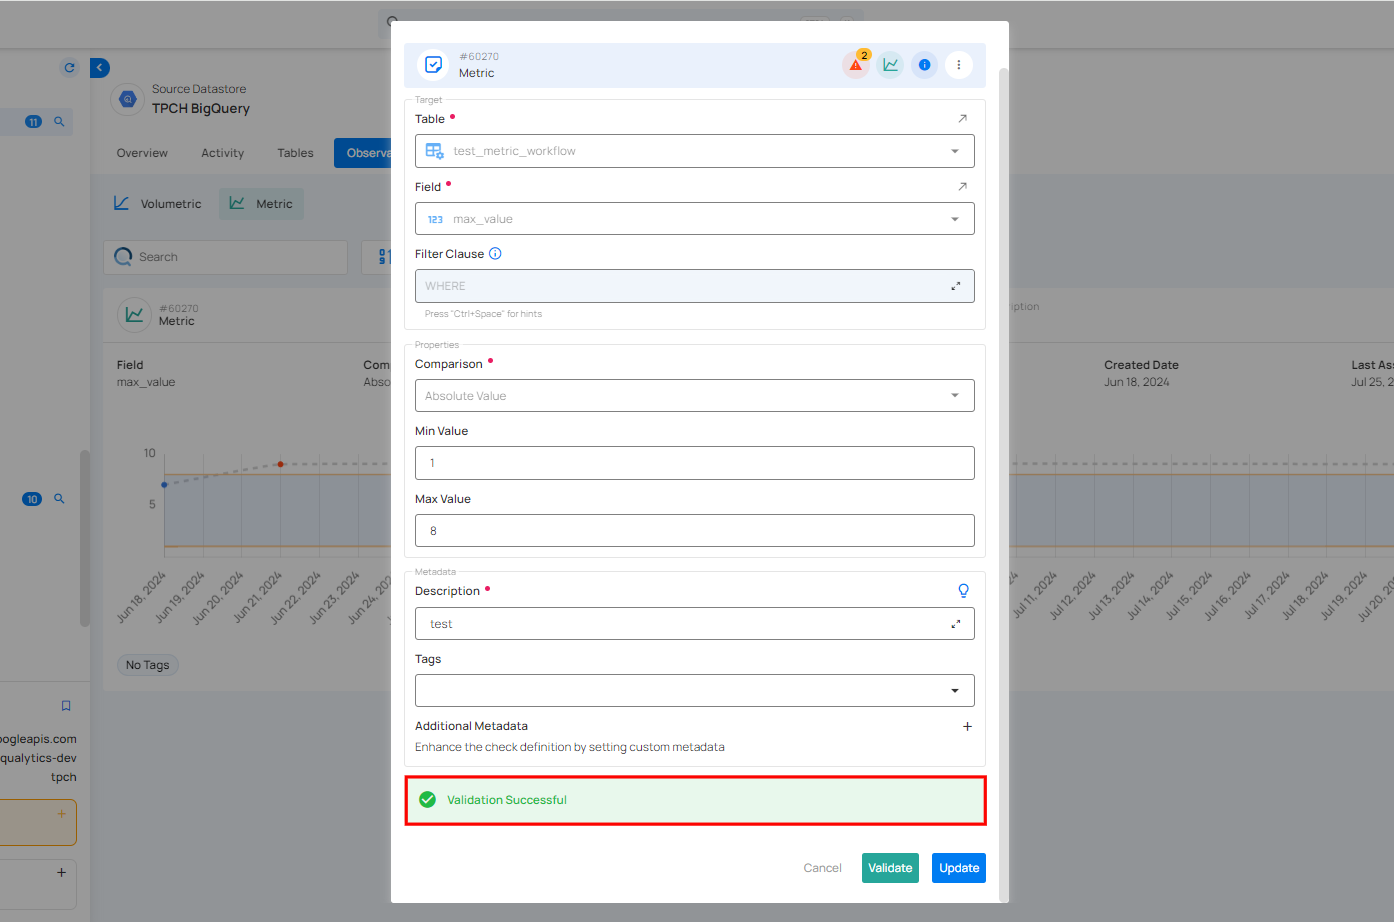 #60270
Metric
2
Target
Table
test_metric_workflow
Field
123 max_value
Filter Clause
WHERE
Press "Ctrl+Space" for hints
Properties
Comparison
Absolute Value
Min Value
1
Max Value
8
Metadata
Description
test
Tags
Additional Metadata
Enhance the check definition by setting custom metadata
Validation Successful
Cancel Validate Update
11
10
oogleapis.com
qualytics-dev
tpch
Source Datastore
TPCH BigQuery
Overview Activity Tables Observa
Volumetric Metric
Search
#60270
Metric
iption
Field
max_value
Com
Abso
Created Date
Jun 18, 2024
Last Ass
Jul 25, 2
10
5
Jun 18, 2024
Jun 19, 2024
Jun 20, 2024
Jun 21, 2024
Jun 22, 2024
Jun 23, 2024
Jun 24, 202
Jul 11, 2024
Jul 12, 2024
Jul 13, 2024
Jul 14, 2024
Jul 15, 2024
Jul 16, 2024
Jul 17, 2024
Jul 18, 2024
Jul 19, 2024
Jul 20, 20
No Tags